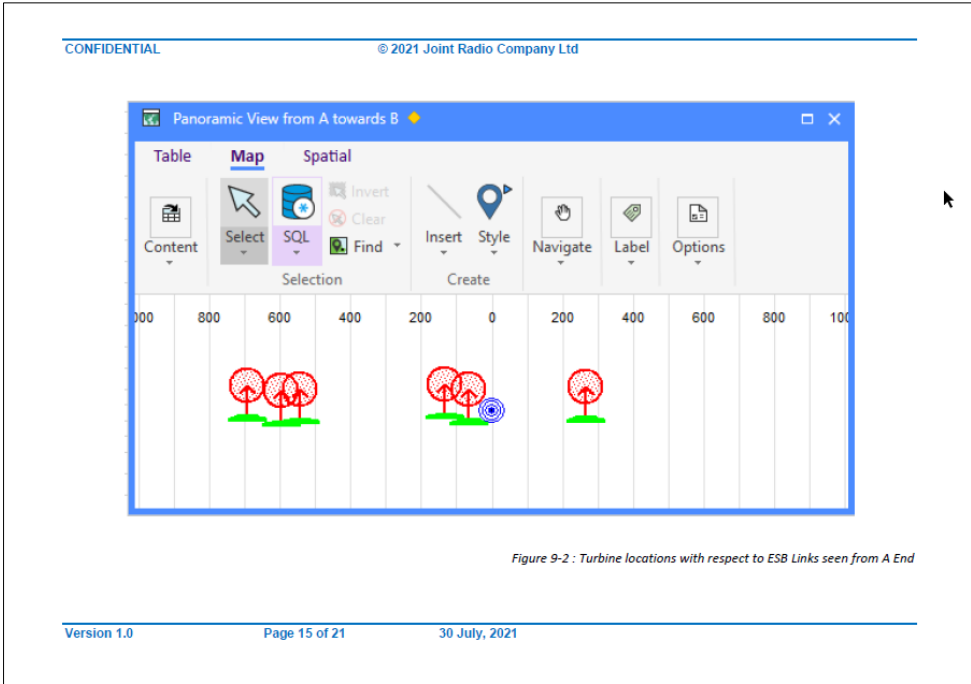 CONFIDENTIAL © 2021 Joint Radio Company Ltd
Panoramic View from A towards B
Table Map Spatial
Invert
Clear
Content Select SQL Find Insert Style Navigate Label Options
Selection Create
000 800 600 400 200 0 200 400 600 800 100
Figure 9-2 : Turbine locations with respect to ESB Links seen from A End
Version 1.0 Page 15 of 21 30 July, 2021